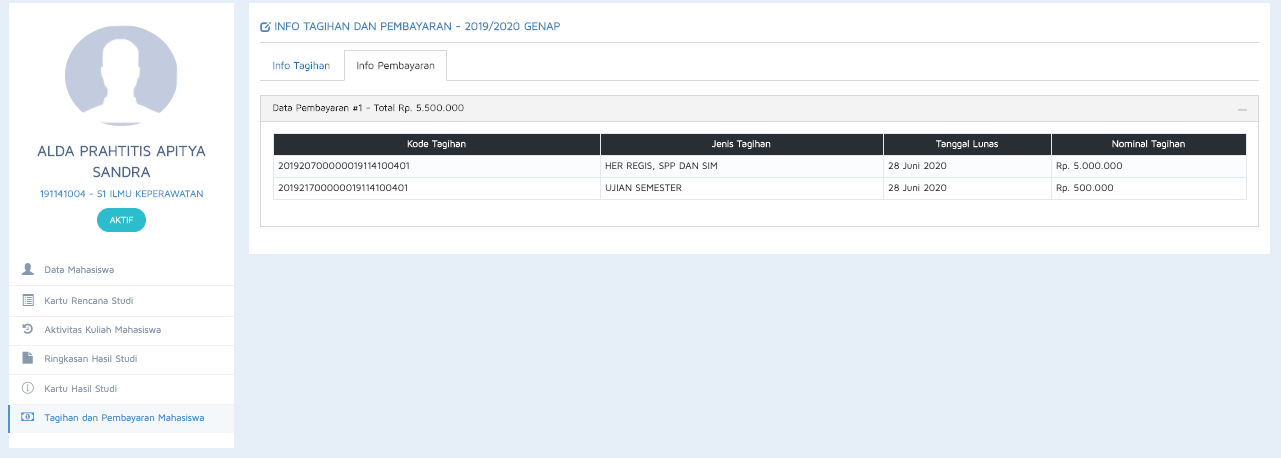 ALDA PRAHTITIS APITYA
SANDRA
191141004 - S1 ILMU KEPERAWATAN
AKTIF
Data Mahasiswa
Kartu Rencana Studi
Aktivitas Kuliah Mahasiswa
Ringkasan Hasil Studi
Kartu Hasil Studi
Tagihan dan Pembayaran Mahasiswa
INFO TAGIHAN DAN PEMBAYARAN - 2019/2020 GENAP
Info Tagihan Info Pembayaran
Data Pembayaran #1 - Total Rp. 5.500.000
Kode Tagihan Jenis Tagihan Tanggal Lunas Nominal Tagihan
201920700000019114100401 HER REGIS, SPP DAN SIM 28 Juni 2020 Rp. 5.000.000
201921700000019114100401 UJIAN SEMESTER 28 Juni 2020 Rp. 500.000